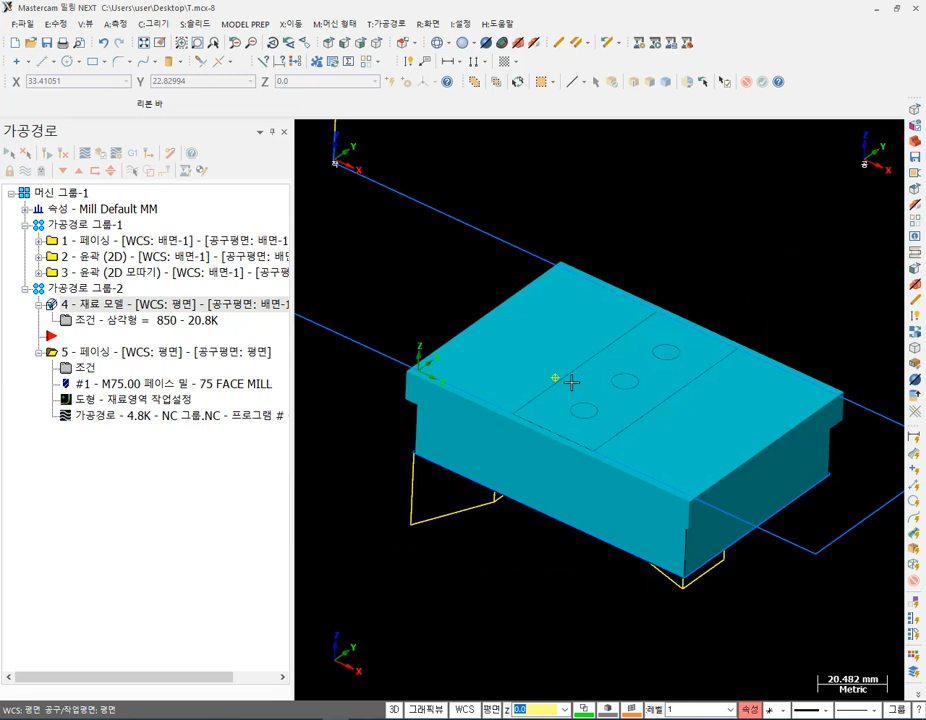 Mastercam 밀링 NEXT C:\Users\user\Desktop\T.mcx-8
F:파일 E:수정 V:뷰 A:측정 C:그리기 S:솔리드 MODEL PREP X:이동 M:머신 형태 T:가공경로 R:화면 I:설정 H:도움말
X 33.41051 Y 22.82994 Z 0.0
리본 바
가공경로
G1
머신 그룹-1
속성 - Mill Default MM
가공경로 그룹-1
1 - 페이싱 - [WCS: 배면-1] - [공구평면: 배면-1
2 - 윤곽 (2D) - [WCS: 배면-1] - [공구평면: 배
3 - 윤곽 (2D 모따기) - [WCS: 배면-1] - [공구평
가공경로 그룹-2
4 - 재료 모델 - [WCS: 평면] - [공구평면: 배면-1
조건 - 삼각형 = 850 - 20.8K
5 - 페이싱 - [WCS: 평면] - [공구평면: 평면]
조건
#1 - M75.00 페이스 밀 - 75 FACE MILL
도형 - 재료영역 작업설정
가공경로 - 4.8K - NC 그룹.NC - 프로그램 #
Z Y X
Z Y X
Z
Z Y X
20.482 mm
Metric
WCS: 평면 공구/작업평면: 평면
3D 그래픽뷰 WCS 평면 Z 0.0 레벨 1 속성 그룹